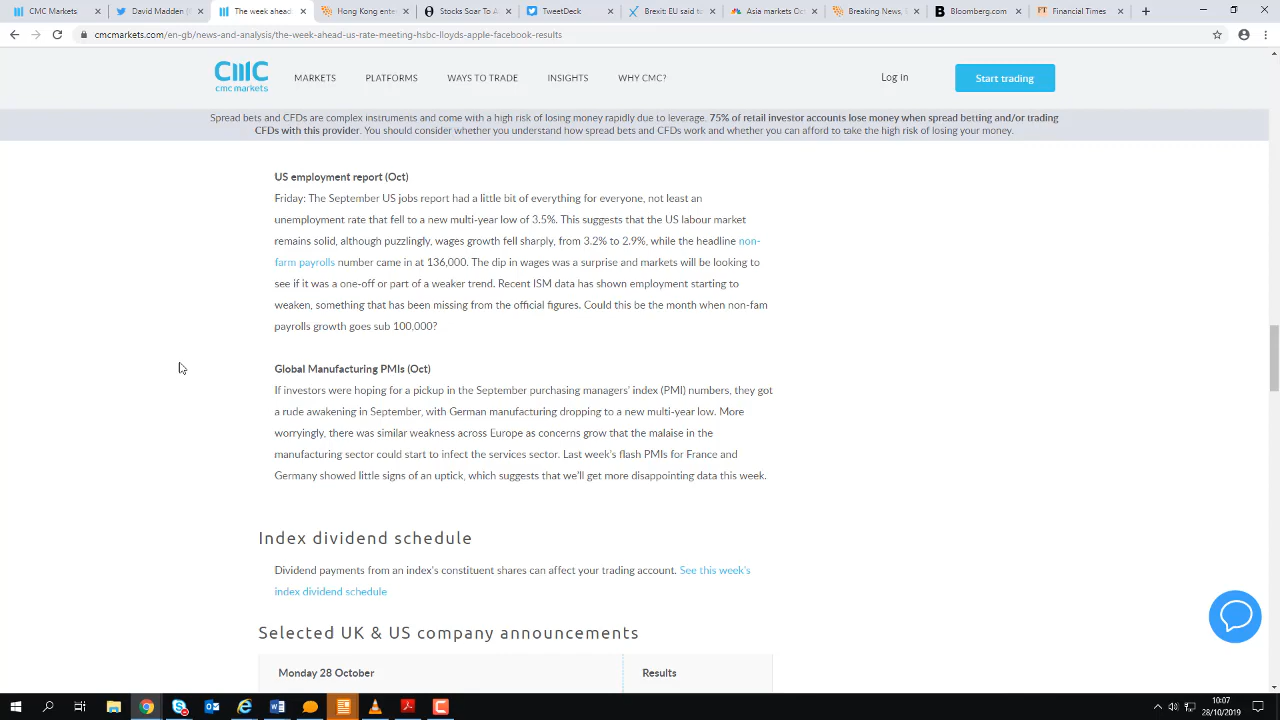 CMC Markets
David Madden (
The week ahead
Hong Kong ente
Stocks Soar To A
TweetDeck
Brexit: EU said to
Asia markets Oc
Breaking News,
Bloomberg.com
Financial Times
cmcmarkets.com/en-gb/news-and-analysis/the-week-ahead-us-rate-meeting-hsbc-lloyds-apple-facebook-results
cmc markets
MARKETS
PLATFORMS
WAYS TO TRADE
INSIGHTS
WHY CMC?
Log in
Start trading
Spread bets and CFDs are complex instruments and come with a high risk of losing money rapidly due to leverage. 75% of retail investor accounts lose money when spread betting and/or trading
CFDs with this provider. You should consider whether you understand how spread bets and CFDs work and whether you can afford to take the high risk of losing your money.
US employment report (Oct)
Friday: The September US jobs report had a little bit of everything for everyone, not least an
unemployment rate that fell to a new multi-year low of 3.5%. This suggests that the US labour market
remains solid, although puzzlingly, wages growth fell sharply, from 3.2% to 2.9%, while the headline non-
farm payrolls number came in at 136,000. The dip in wages was a surprise and markets will be looking to
see if it was a one-off or part of a weaker trend. Recent ISM data has shown employment starting to
weaken, something that has been missing from the official figures. Could this be the month when non-fam
payrolls growth goes sub 100,000?
Global Manufacturing PMIs (Oct)
If investors were hoping for a pickup in the September purchasing managers' index (PMI) numbers, they got
a rude awakening in September, with German manufacturing dropping to a new multi-year low. More
worryingly, there was similar weakness across Europe as concerns grow that the malaise in the
manufacturing sector could start to infect the services sector. Last week's flash PMIs for France and
Germany showed little signs of an uptick, which suggests that we'll get more disappointing data this week.
Index dividend schedule
Dividend payments from an index's constituent shares can affect your trading account. See this week's
index dividend schedule
Selected UK & US company announcements
Monday 28 October
Results
10:07
28/10/2019